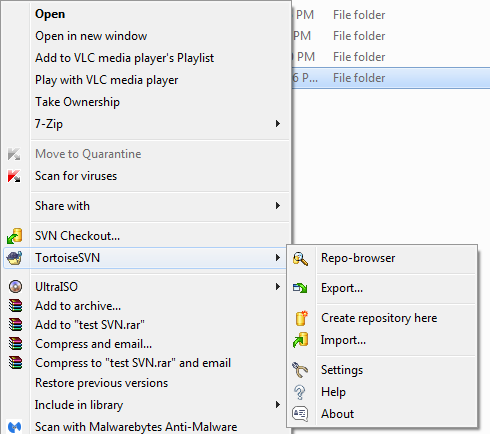 Open
PM File folder
Open in new window
PM File folder
Add to VLC media player's Playlist
PM File folder
Play with VLC media player
6 P... File folder
Take Ownership
7-Zip
Move to Quarantine
Scan for viruses
Share with
SVN Checkout...
TortoiseSVN
Repo-browser
UltraISO
Export...
Add to archive...
Add to "test SVN.rar"
Create repository here
Compress and email...
Import...
Compress to "test SVN.rar" and email
Settings
Restore previous versions
Help
Include in library
About
Scan with Malwarebytes Anti-Malware